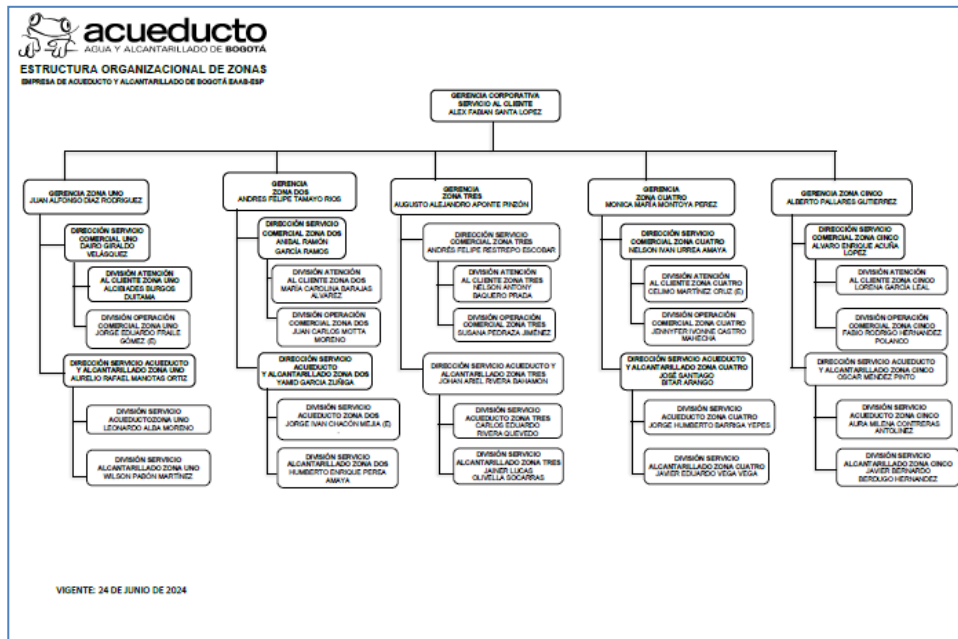 acueducto
AGUA Y ALCANTARILLADO DE BOGOTÁ
ESTRUCTURA ORGANIZACIONAL DE ZONAS
EMPRESA DE ACUEDUCTO Y ALCANTARILLADO DE BOGOTÁ EAAB-ESP
GERENCIA CORPORATIVA
SERVICIO AL CLIENTE
ALEX FABIAN SANTA LOPEZ
GERENCIA ZONA UNO
JUAN ALFONSO DIAZ RODRIGUEZ
DIRECCIÓN SERVICIO
COMERCIAL UNO
DAIRO GIRALDO
VELÁSQUEZ
DIVISIÓN ATENCIÓN
AL CLIENTE ZONA UNO
ALCIBIADES BURGOS
DUITAMA
DIVISIÓN OPERACIÓN
COMERCIAL ZONA UNO
JORGE EDUARDO FRAILE
GÓMEZ (E)
DIRECCIÓN SERVICIO ACUEDUCTO
Y ALCANTARILLADO ZONA UNO
AURELIO RAFAEL MANOTAS ORTIZ
DIVISIÓN SERVICIO
ACUEDUCTOZONA UNO
LEONARDO ALBA MORENO
DIVISIÓN SERVICIO
ALCANTARILLADO ZONA UNO
WILSON PABÓN MARTÍNEZ
GERENCIA
ZONA DOS
ANDRES FELIPE TAMAYO RIOS
DIRECCIÓN SERVICIO
COMERCIAL ZONA DOS
ANIBAL RAMÓN
GARCÍA RAMOS
DIVISIÓN ATENCIÓN
AL CLIENTE ZONA DOS
MARÍA CAROLINA BARAJAS
ALVAREZ
DIVISIÓN OPERACIÓN
COMERCIAL ZONA DOS
JUAN CARLOS MOTTA
MORENO
DIRECCIÓN SERVICIO
ACUEDUCTO
Y ALCANTARILLADO ZONA DOS
YAMID GARCIA ZUÑIGA
DIVISIÓN SERVICIO
ACUEDUCTO ZONA DOS
JORGE IVAN CHACÓN MEJIA (E)
.
DIVISIÓN SERVICIO
ALCANTARILLADO ZONA DOS
HUMBERTO ENRIQUE PEREA
AMAYA
GERENCIA
ZONA TRES
AUGUSTO ALEJANDRO APONTE PINZÓN
DIRECCIÓN SERVICIO
COMERCIAL ZONA TRES
ANDRÉS FELIPE RESTREPO ESCOBAR
DIVISIÓN ATENCIÓN
AL CLIENTE ZONA TRES
NELSON ANTONY
BAQUERO PRADA
DIVISIÓN OPERACIÓN
COMERCIAL ZONA TRES
SUSANA PEDRAZA JIMÉNEZ
DIRECCIÓN SERVICIO ACUEDUCTO Y
ALCANTARILLADO ZONA TRES
JOHAN ARIEL RIVERA BAHAMON
DIVISIÓN SERVICIO
ACUEDUCTO ZONA TRES
CARLOS EDUARDO
RIVERA QUEVEDO
DIVISIÓN SERVICIO
ALCANTARILLADO ZONA TRES
JAINER LUCAS
OLIVELLA SOCARRAS
GERENCIA
ZONA CUATRO
MONICA MARIA MONTOYA PEREZ
DIRECCIÓN SERVICIO
COMERCIAL ZONA CUATRO
NELSON IVAN URREA AMAYA
DIVISIÓN ATENCIÓN
AL CLIENTE ZONA CUATRO
CELIMO MARTÍNEZ CRUZ (E)
DIVISIÓN OPERACIÓN
COMERCIAL ZONA CUATRO
JENNYFER IVONNE CASTRO
MAHECHA
DIRECCIÓN SERVICIO ACUEDUCTO
Y ALCANTARILLADO ZONA CUATRO
JOSÉ SANTIAGO
BITAR ARANGO
DIVISIÓN SERVICIO
ACUEDUCTO ZONA CUATRO
JORGE HUMBERTO BARRIGA YEPES
DIVISIÓN SERVICIO
ALCANTARILLADO ZONA CUATRO
JAVIER EDUARDO VEGA VEGA
GERENCIA ZONA CINCO
ALBERTO PALLARES GUTIERREZ
DIRECCIÓN SERVICIO
COMERCIAL ZONA CINCO
ALVARO ENRIQUE ACUÑA
LOPEZ
DIVISIÓN ATENCIÓN
AL CLIENTE ZONA CINCO
LORENA GARCÍA LEAL
DIVISIÓN OPERACIÓN
COMERCIAL ZONA CINCO
FABIO RODRIGO HERNANDEZ
POLANCO
DIRECCIÓN SERVICIO ACUEDUCTO
Y ALCANTARILLADO ZONA CINCO
OSCAR MÉNDEZ PINTO
DIVISIÓN SERVICIO
ACUEDUCTO ZONA CINCO
AURA MILENA CONTRERAS
ANTOLÍNEZ
DIVISIÓN SERVICIO
ALCANTARILLADO ZONA CINCO
JAVIER BERNARDO
BERDUGO HERNANDEZ
VIGENTE: 24 DE JUNIO DE 2024